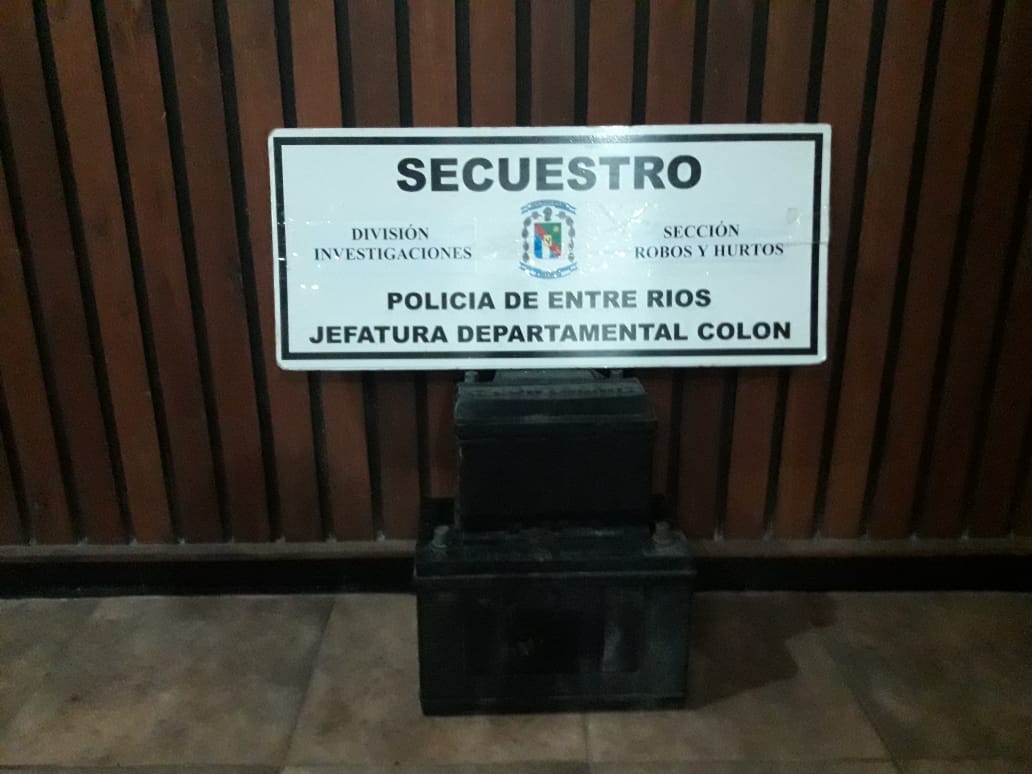 SECUESTRO
DIVISIÓN
INVESTIGACIONES
SECCIÓN
ROBOS Y HURTOS
POLICIA DE ENTRE RIOS
JEFATURA DEPARTAMENTAL COLON